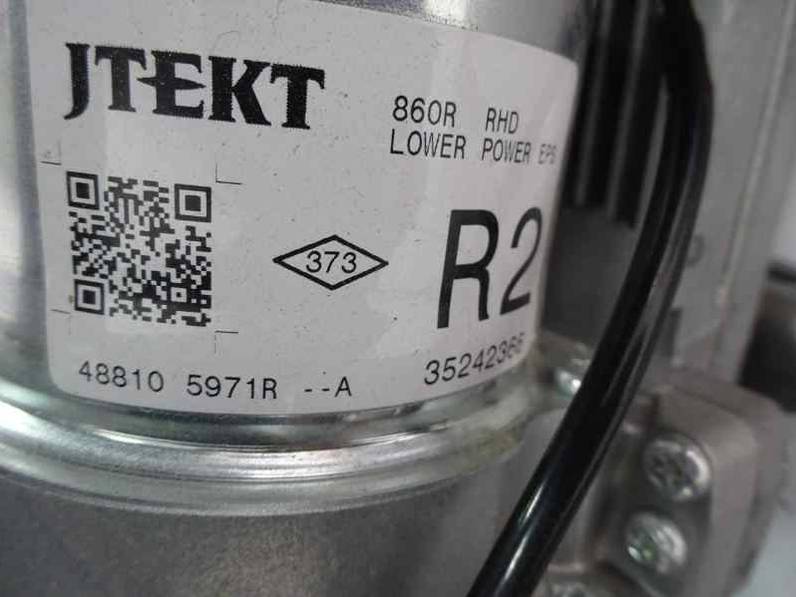 JTEKT
860R RHD
LOWER POWER EPS
373
R2
48810 5971R --A
35242366